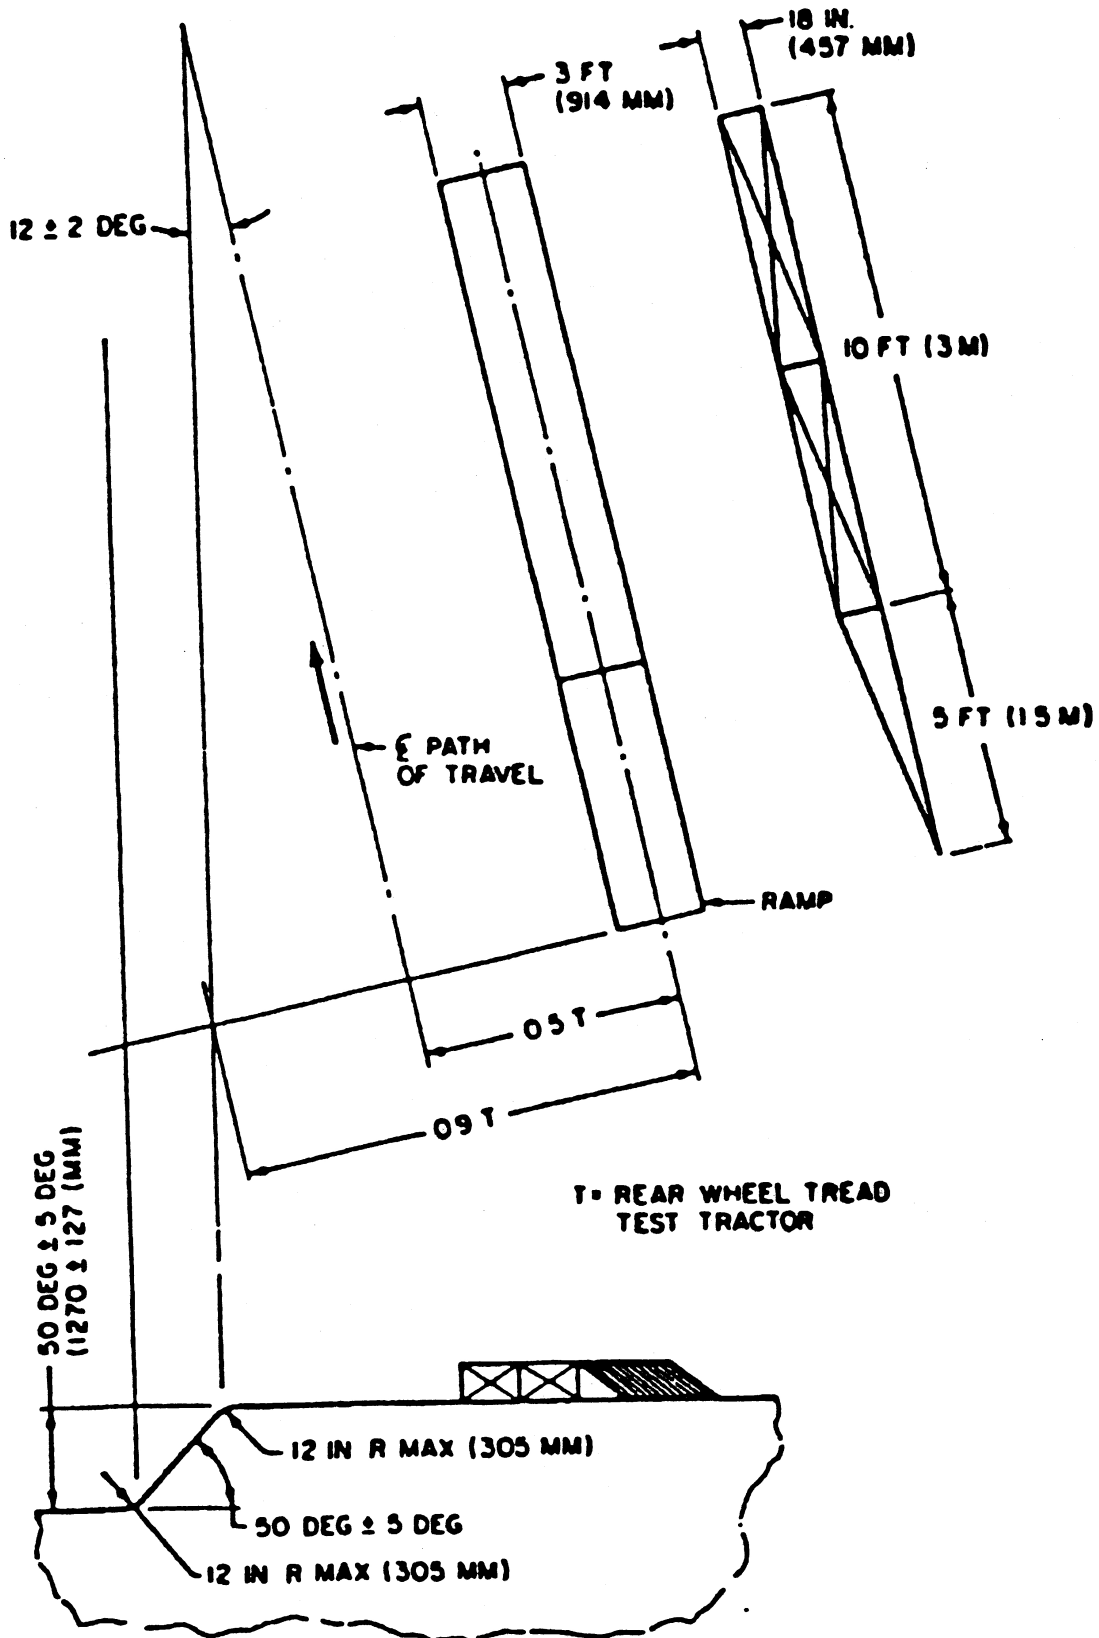 18 IN.
(457 MM)
3 FT
(914 MM)
12 ± 2 DEG
10 FT (3 M)
5 FT (1 5 M)
℄ PATH
OF TRAVEL
RAMP
0 5 T
0 9 T
50 DEG ± 5 DEG
(1270 ± 127 (MM)
T= REAR WHEEL TREAD
TEST TRACTOR
12 IN R MAX (305 MM)
50 DEG ± 5 DEG
12 IN R MAX (305 MM)